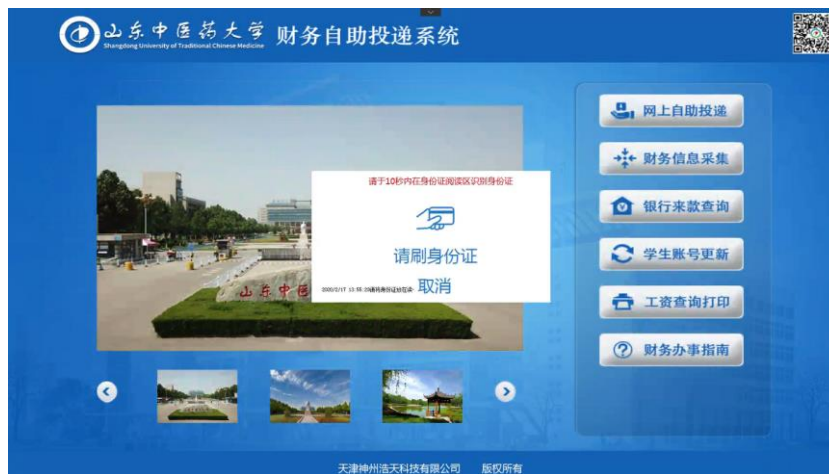 山东中医药大学 财务自助投递系统
Shangdong University of Traditional Chinese Medicine
网上自助投递
财务信息采集
请于10秒内在身份证阅读区识别身份证
银行来款查询
请刷身份证
学生账号更新
取消
山东中医
工资查询打印
财务办事指南
天津神州浩天科技有限公司 版权所有